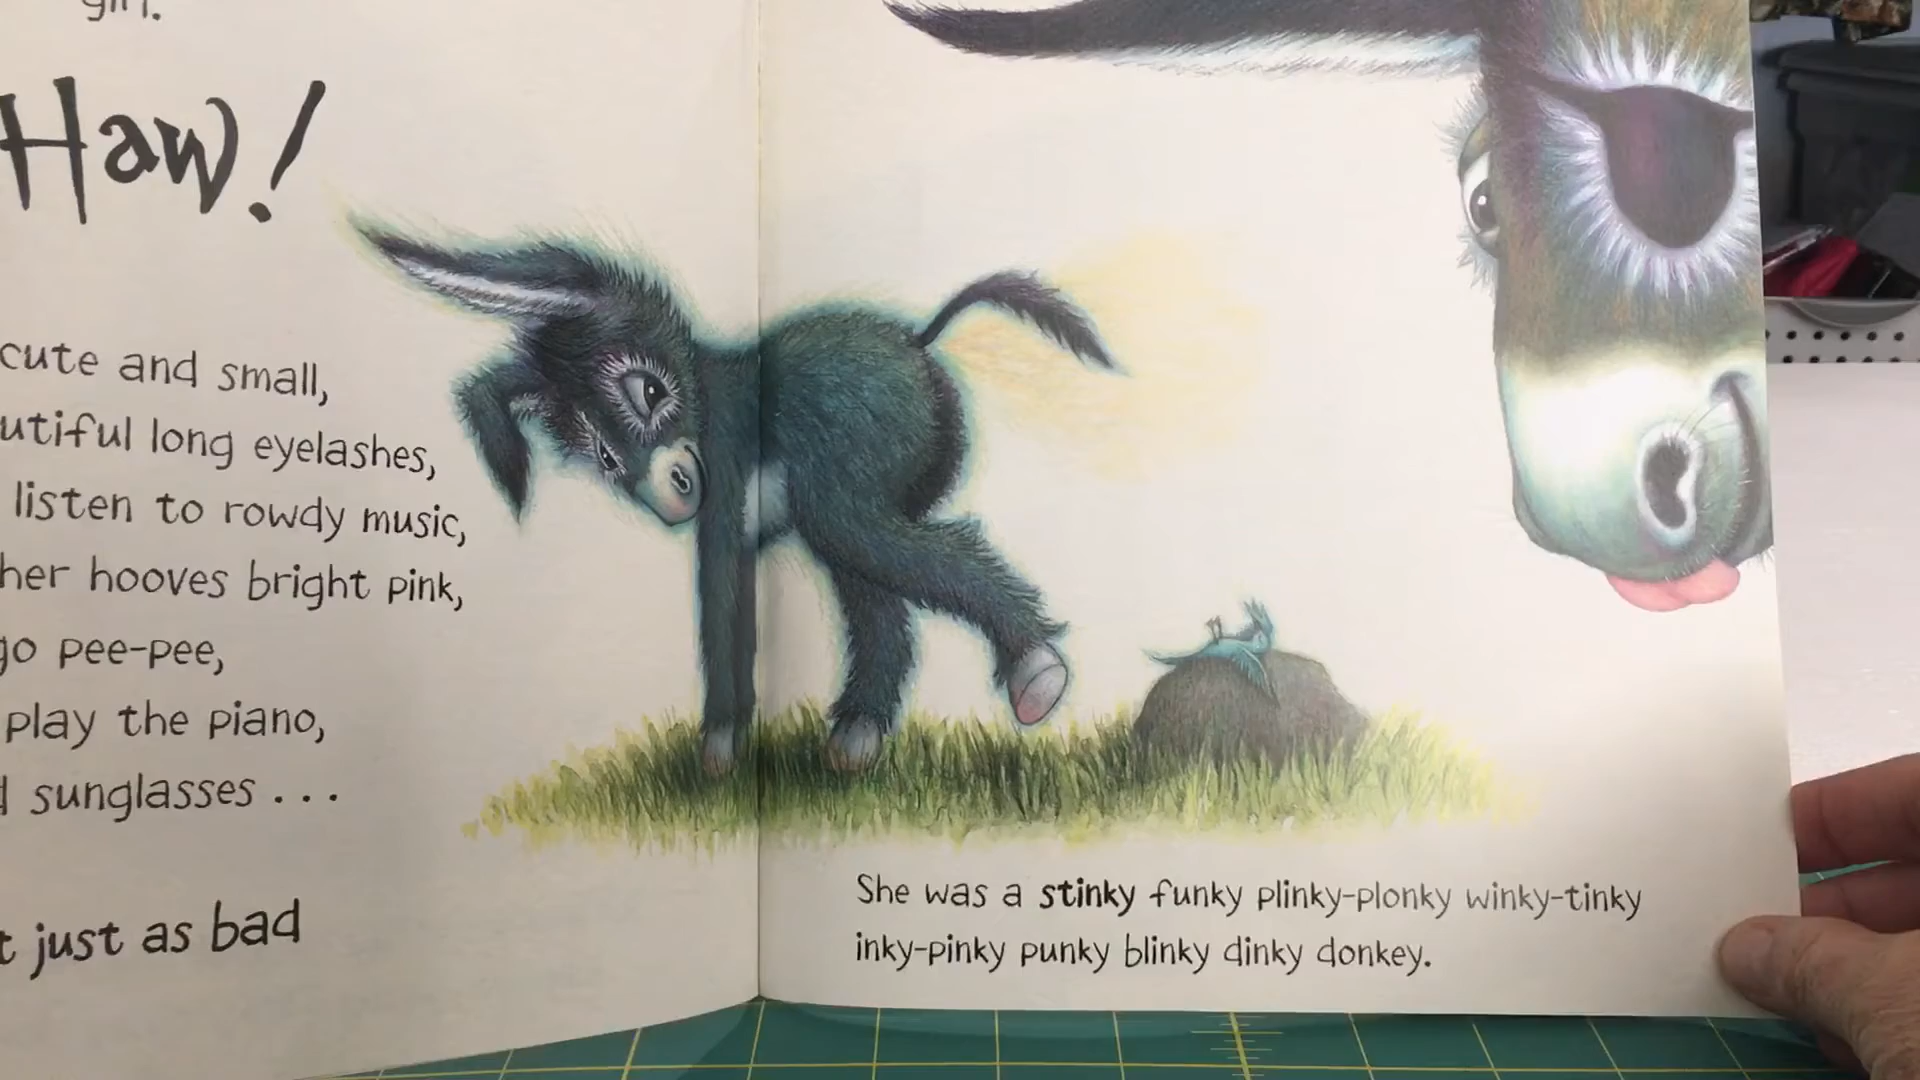 girl.
Haw!
cute and small,
utiful long eyelashes,
listen to rowdy music,
her hooves bright pink,
go pee-pee,
play the piano,
sunglasses ...
just as bad
She was a stinky funky plinky-plonky winky-tinky
inky-pinky punky blinky dinky donkey.